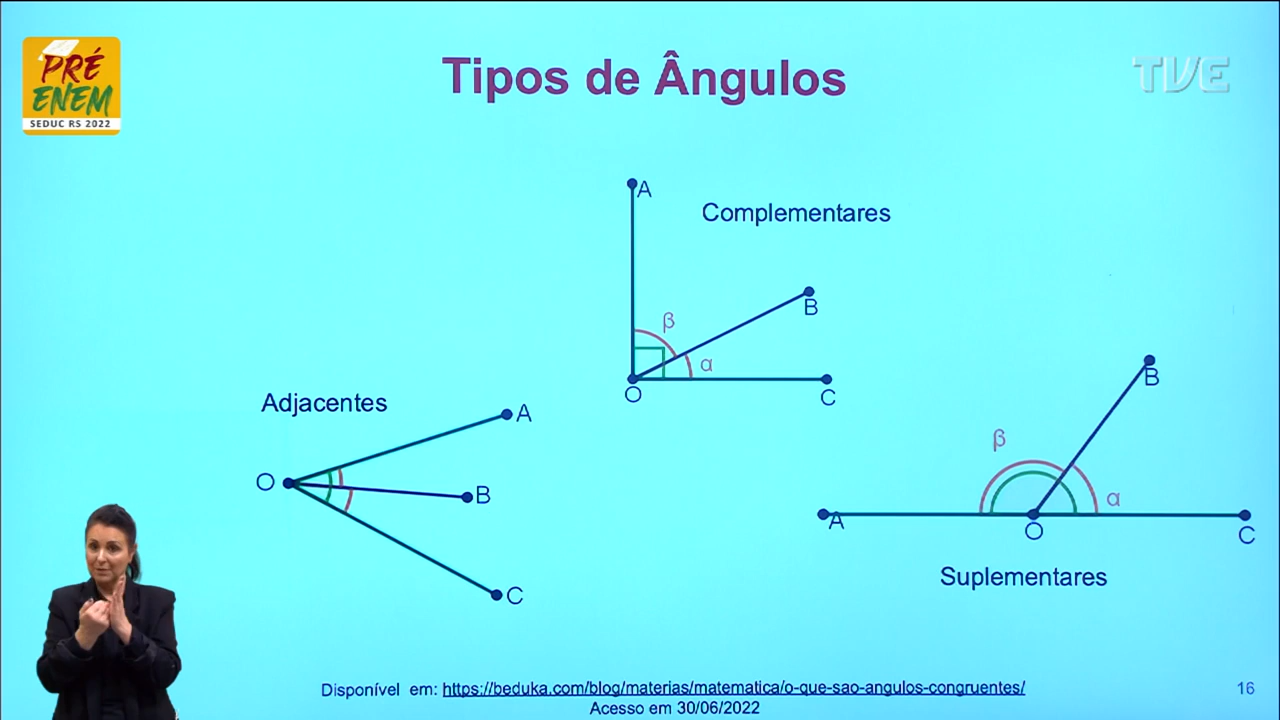 PRÉ
ENEM
SEDUC RS 2022
Tipos de Ângulos
TVE
A
Complementares
B
β
α
O
C
Adjacentes
A
O
B
C
B
β
α
A
O
C
Suplementares
Disponível em: https://beduka.com/blog/materias/matematica/o-que-sao-angulos-congruentes/
Acesso em 30/06/2022
16